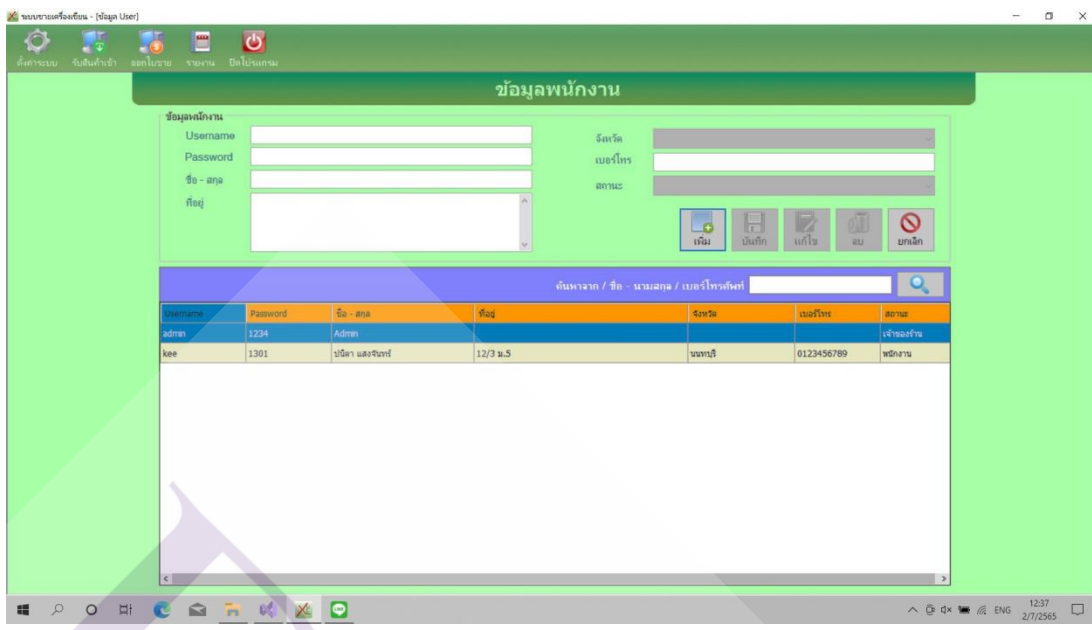 ระบบขายเครื่องเขียน - [ข้อมูล User]
ตั้งค่าระบบ รับสินค้าเข้า ออกใบขาย รายงาน ปิดโปรแกรม
ข้อมูลพนักงาน
ข้อมูลพนักงาน
Username จังหวัด
Password เบอร์โทร
ชื่อ - สกุล สถานะ
ที่อยู่
เพิ่ม บันทึก แก้ไข ลบ ยกเลิก
ค้นหาจาก / ชื่อ - นามสกุล / เบอร์โทรศัพท์
Username Password ชื่อ - สกุล ที่อยู่ จังหวัด เบอร์โทร สถานะ
admin 1234 Admin เจ้าของร้าน
kee 1301 ปนิดา แสงจันทร์ 12/3 ม.5 นนทบุรี 0123456789 พนักงาน
ENG 12:37
2/7/2565